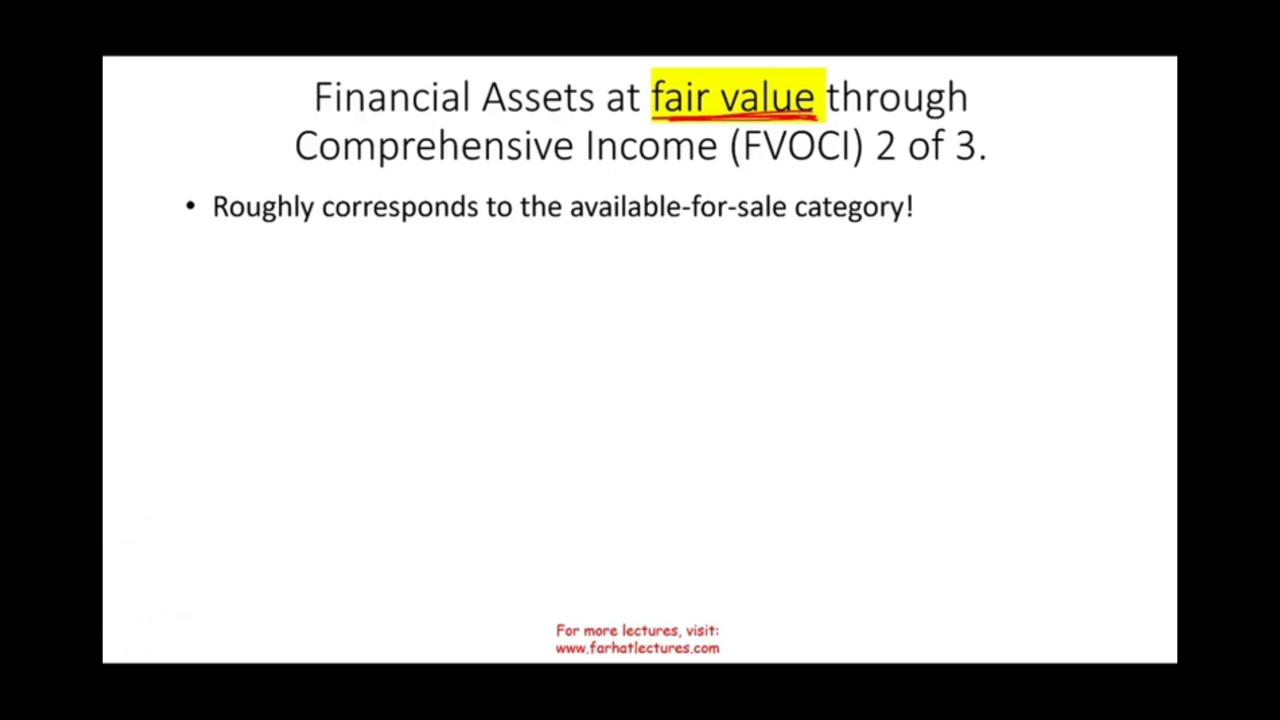 Financial Assets at fair value through
Comprehensive Income (FVOCI) 2 of 3.
• Roughly corresponds to the available-for-sale category!
For more lectures, visit:
www.farhatlectures.com